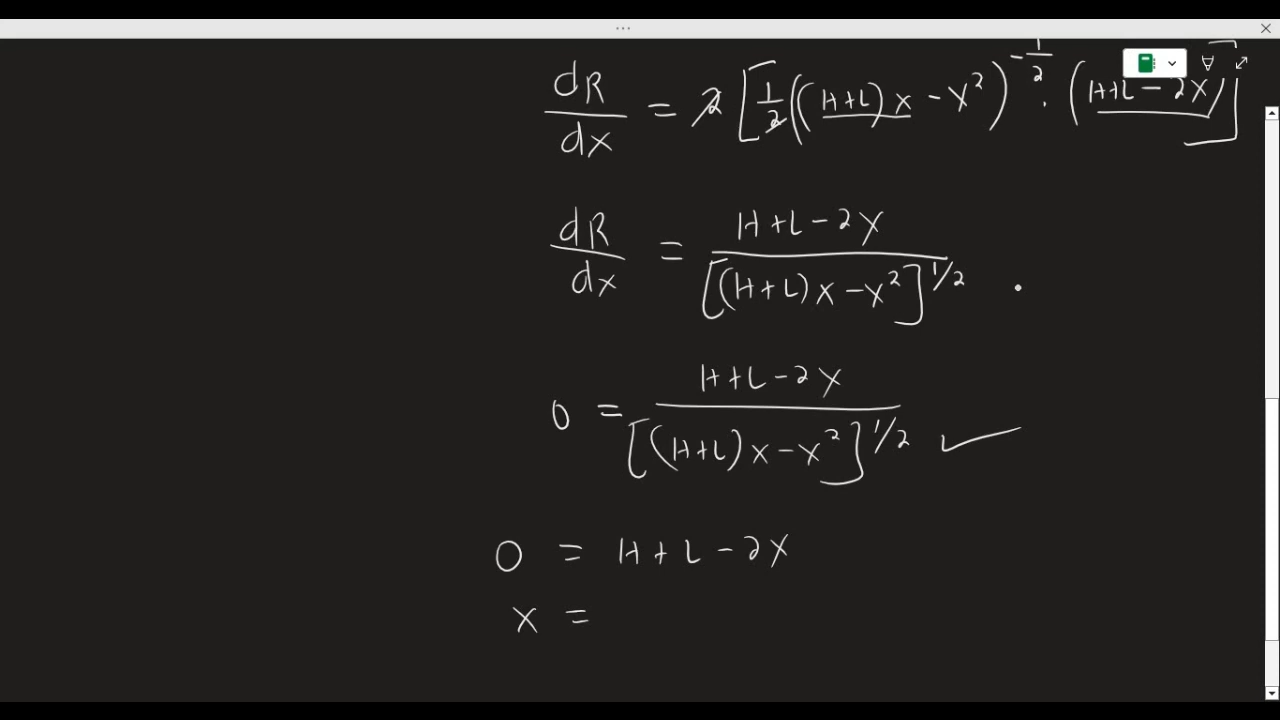 dR/dx = 2 [1/2 ((H+L)x - x²)^(-1/2) · (H+L - 2x)]
dR/dx = H+L - 2x / [(H+L)x - x²]^1/2 .
0 = H+L - 2x / [(H+L)x - x²]^1/2 ✓
0 = H+L - 2x
x =